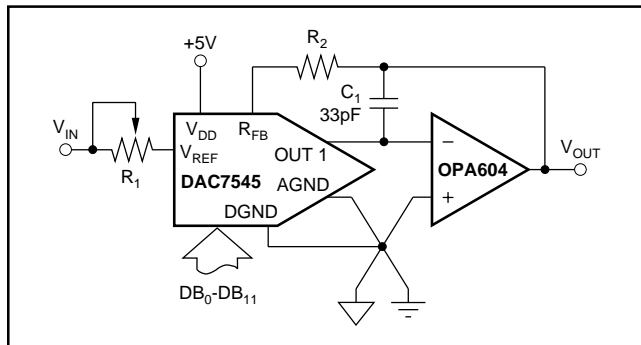 +5V
R2
C1
33pF
VIN
R1
VDD
RFB
VREF
OUT 1
DAC7545
AGND
DGND
DB0-DB11
–
+
OPA604
VOUT